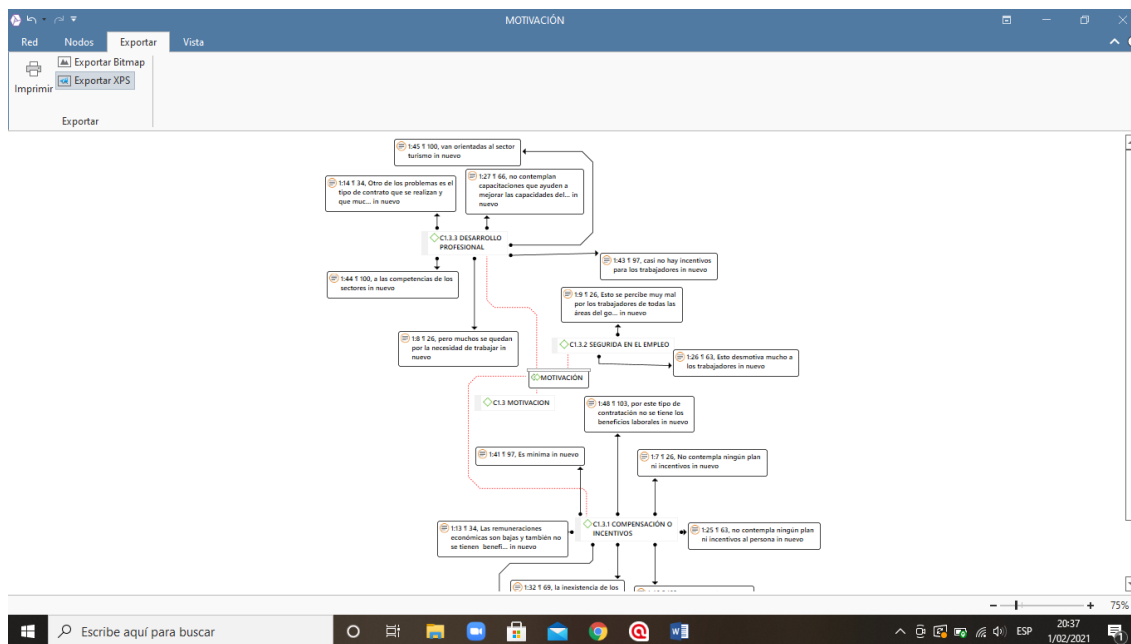 MOTIVACIÓN
Red Nodos Exportar Vista
Imprimir
Exportar Bitmap
Exportar XPS
Exportar
1:45 ¶ 100, van orientadas al sector
turismo in nuevo
1:14 ¶ 34, Otro de los problemas es el
tipo de contrato que se realizan y
que muc... in nuevo
1:27 ¶ 66, no contemplan
capacitaciones que ayuden a
mejorar las capacidades del... in
nuevo
C1.3.3 DESARROLLO
PROFESIONAL
1:43 ¶ 97, casi no hay incentivos
para los trabajadores in nuevo
1:44 ¶ 100, a las competencias de los
sectores in nuevo
1:9 ¶ 26, Esto se percibe muy mal
por los trabajadores de todas las
áreas del go... in nuevo
1:8 ¶ 26, pero muchos se quedan
por la necesidad de trabajar in
nuevo
C1.3.2 SEGURIDA EN EL EMPLEO
1:26 ¶ 63, Esto desmotiva mucho a
los trabajadores in nuevo
MOTIVACIÓN
C1.3 MOTIVACION
1:48 ¶ 103, por este tipo de
contratación no se tiene los
beneficios laborales in nuevo
1:41 ¶ 97, Es mínima in nuevo
1:7 ¶ 26, No contempla ningún plan
ni incentivos in nuevo
C1.3.1 COMPENSACIÓN O
INCENTIVOS
1:13 ¶ 34, Las remuneraciones
económicas son bajas y también no
se tienen benefi... in nuevo
1:25 ¶ 63, no contempla ningún plan
ni incentivos al persona in nuevo
1:32 ¶ 69, la inexistencia de los
75%
Escribe aquí para buscar
ESP
20:37
1/02/2021
1